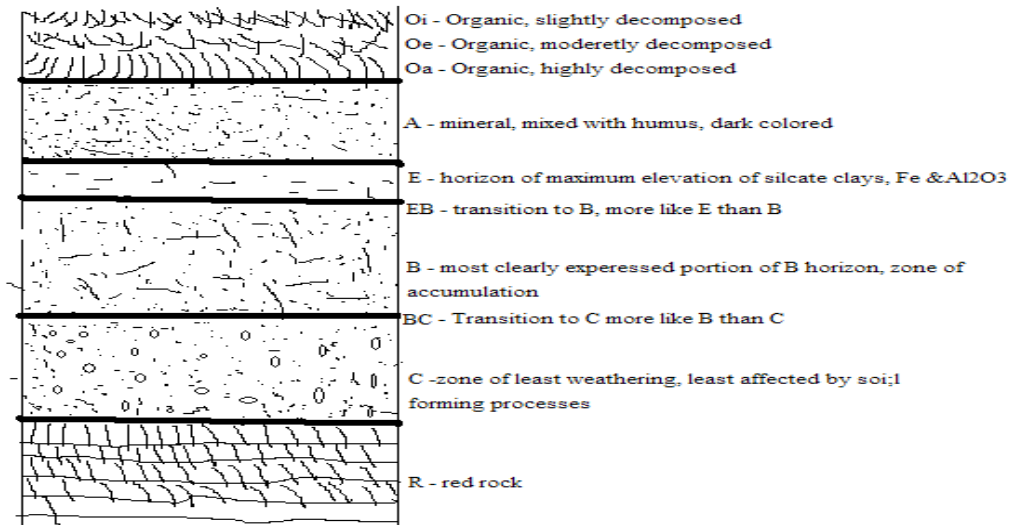 Oi - Organic, slightly decomposed
Oe - Organic, moderetly decomposed
Oa - Organic, highly decomposed
A - mineral, mixed with humus, dark colored
E - horizon of maximum elevation of silcate clays, Fe &Al2O3
EB - transition to B, more like E than B
B - most clearly experessed portion of B horizon, zone of
accumulation
BC - Transition to C more like B than C
C -zone of least weathering, least affected by soi;l
forming processes
R - red rock